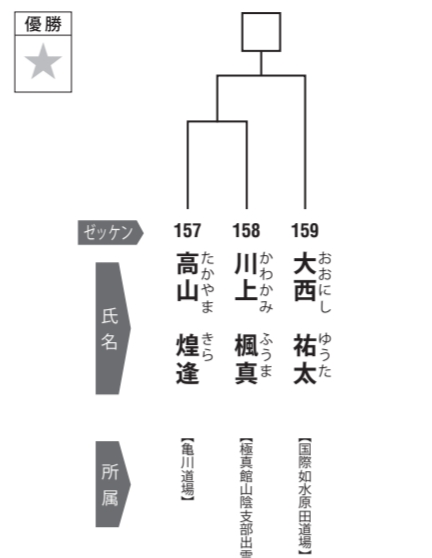 優勝
ゼッケン
157
158
159
氏名
高山 煌逢
たかやま きら
川上 楓真
かわかみ ふうま
大西 祐太
おおにし ゆうた
所属
【亀川道場】
【極真館山陰支部出雲
【国際如水原田道場】